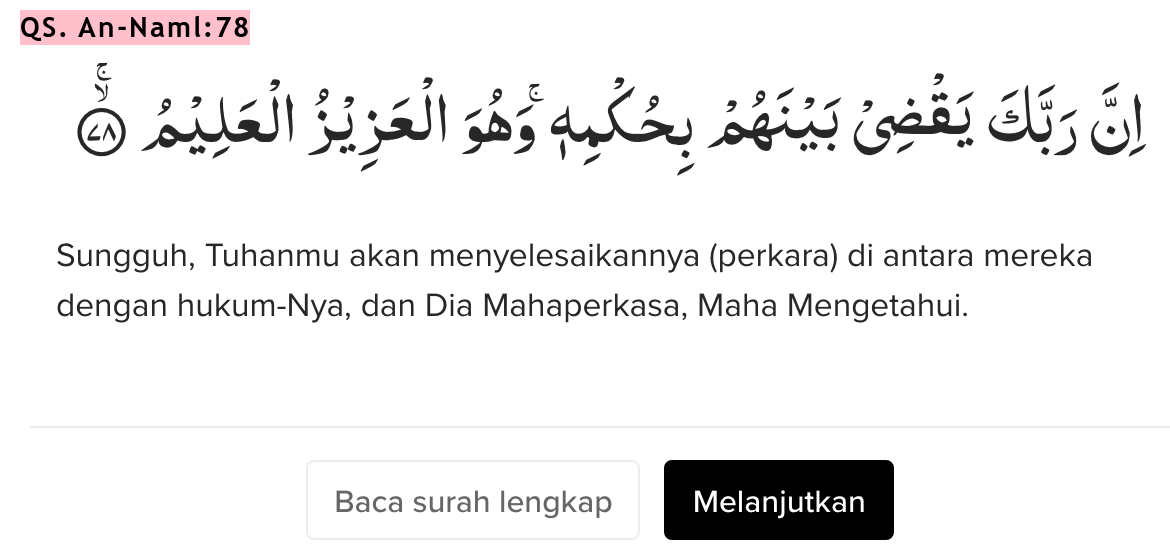 QS. An-Naml:78
اِنَّ رَبَّكَ يَقْضِيْ بَيْنَهُمْ بِحُكْمِهٖۚ وَهُوَ الْعَزِيْزُ الْعَلِيْمُۙ ۚ ٧٨
Sungguh, Tuhanmu akan menyelesaikannya (perkara) di antara mereka
dengan hukum-Nya, dan Dia Mahaperkasa, Maha Mengetahui.
Baca surah lengkap
Melanjutkan